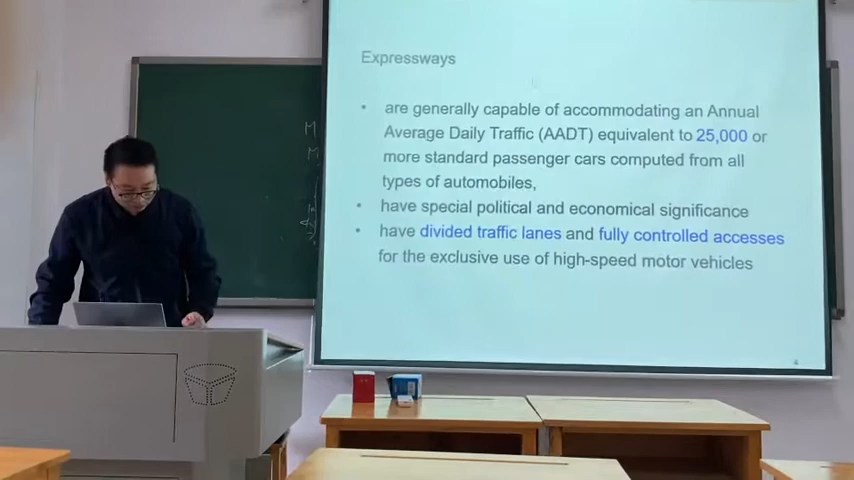 Expressways
• are generally capable of accommodating an Annual
Average Daily Traffic (AADT) equivalent to 25,000 or
more standard passenger cars computed from all
types of automobiles,
• have special political and economical significance
• have divided traffic lanes and fully controlled accesses
for the exclusive use of high-speed motor vehicles